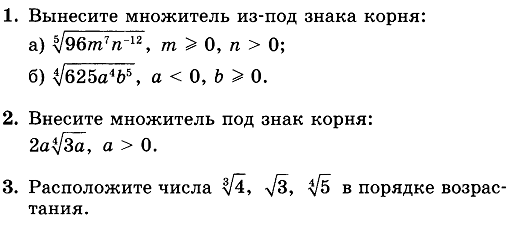 1. Вынесите множитель из-под знака корня:
а) ⁵√(96m⁷n⁻¹²), m ⩾ 0, n > 0;
б) ⁴√(625a⁴b⁵), a < 0, b ⩾ 0.
2. Внесите множитель под знак корня:
2a⁴√(3a), a > 0.
3. Расположите числа ³√4, √3, ⁴√5 в порядке возрас-
тания.